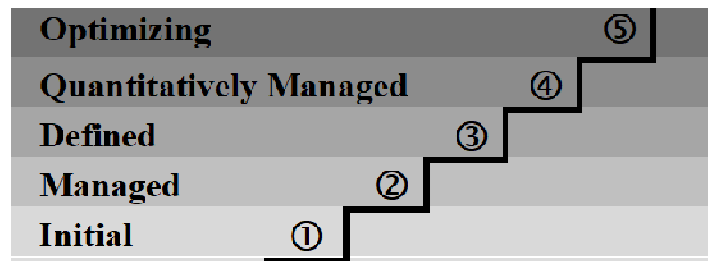 Optimizing ⑤
Quantitatively Managed ④
Defined ③
Managed ②
Initial ①